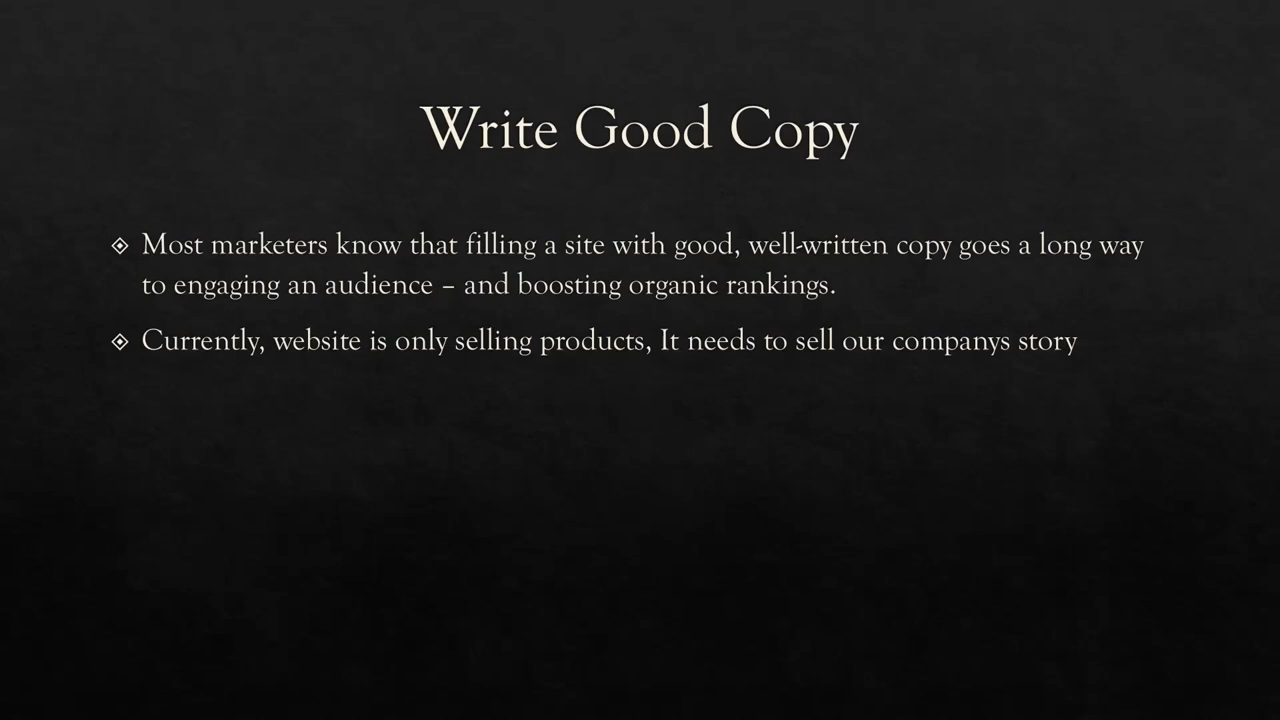 Write Good Copy
Most marketers know that filling a site with good, well-written copy goes a long way
to engaging an audience – and boosting organic rankings.
Currently, website is only selling products, It needs to sell our companys story